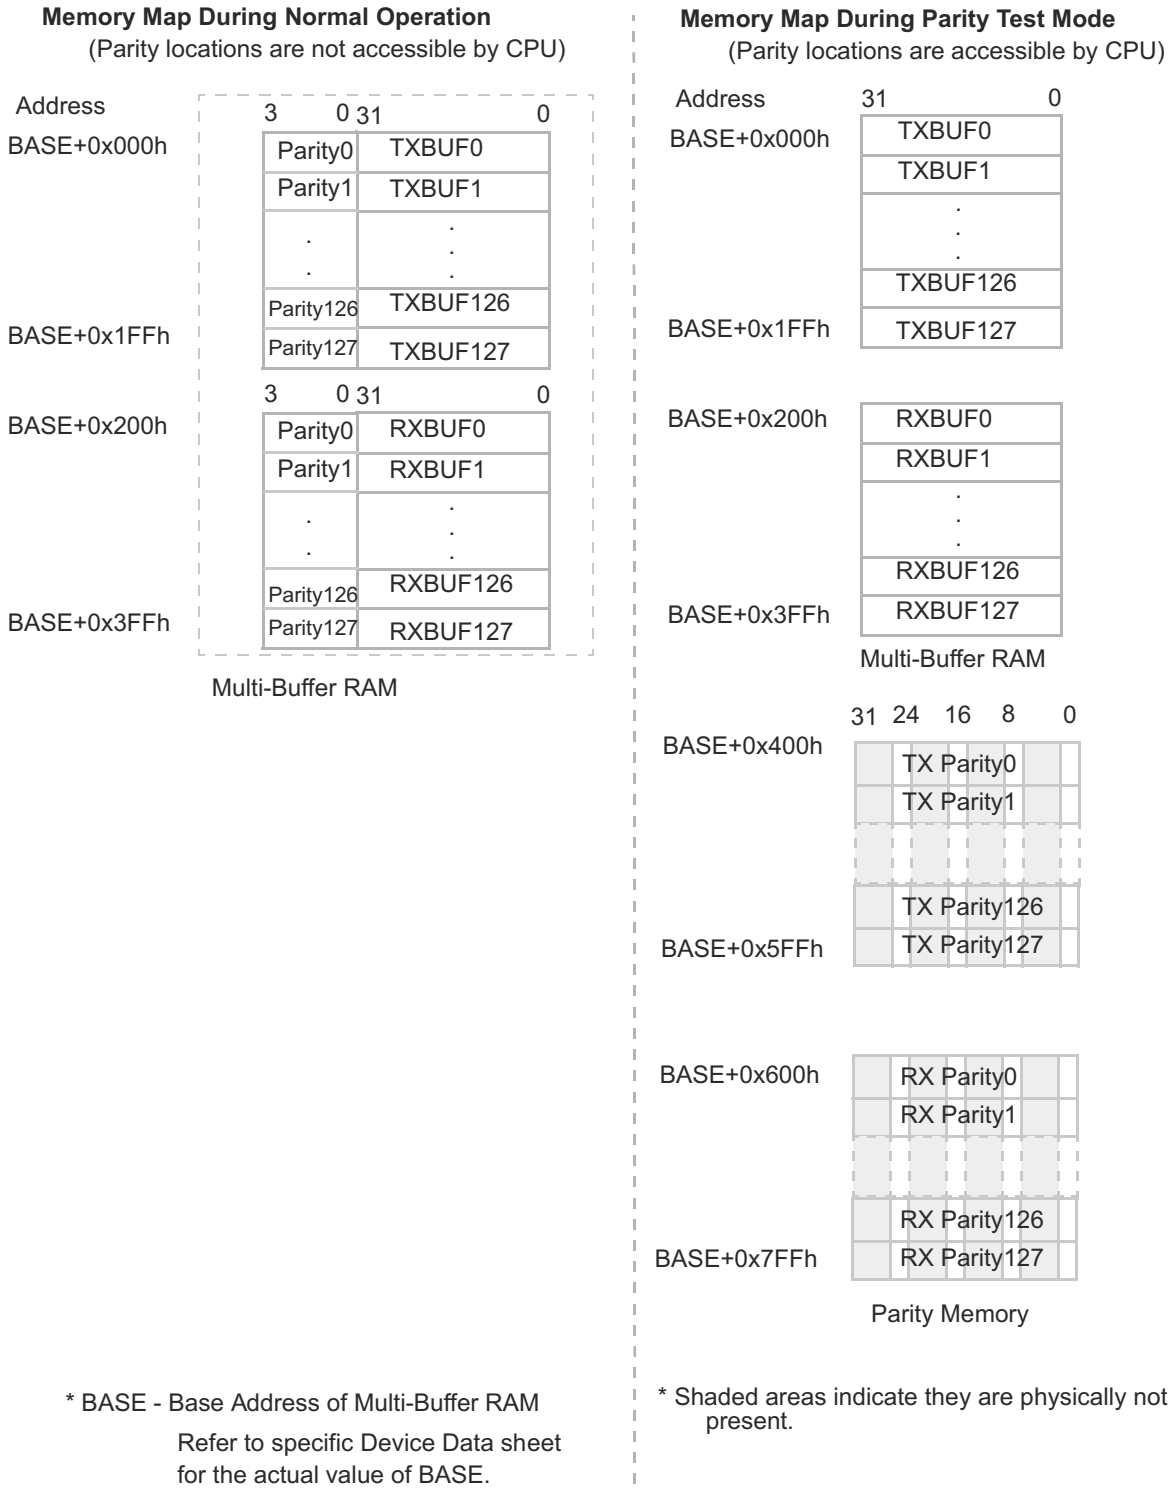 Memory Map During Normal Operation
(Parity locations are not accessible by CPU)
Address
3 0 31 0
BASE+0x000h
Parity0 TXBUF0
Parity1 TXBUF1
. .
. .
.
Parity126 TXBUF126
BASE+0x1FFh
Parity127 TXBUF127
3 0 31 0
BASE+0x200h
Parity0 RXBUF0
Parity1 RXBUF1
. .
. .
.
Parity126 RXBUF126
BASE+0x3FFh
Parity127 RXBUF127
Multi-Buffer RAM
* BASE - Base Address of Multi-Buffer RAM
Refer to specific Device Data sheet
for the actual value of BASE.
Memory Map During Parity Test Mode
(Parity locations are accessible by CPU)
Address 31 0
BASE+0x000h TXBUF0
TXBUF1
.
.
.
TXBUF126
BASE+0x1FFh TXBUF127
BASE+0x200h RXBUF0
RXBUF1
.
.
.
RXBUF126
BASE+0x3FFh RXBUF127
Multi-Buffer RAM
31 24 16 8 0
BASE+0x400h TX Parity0
TX Parity1
TX Parity126
BASE+0x5FFh TX Parity127
BASE+0x600h RX Parity0
RX Parity1
RX Parity126
BASE+0x7FFh RX Parity127
Parity Memory
* Shaded areas indicate they are physically not
present.